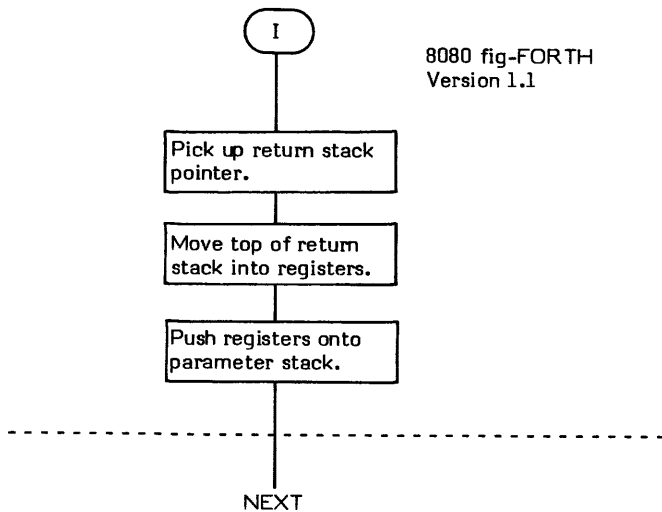 I
8080 fig-FORTH
Version 1.1
Pick up return stack
pointer.
Move top of return
stack into registers.
Push registers onto
parameter stack.
NEXT